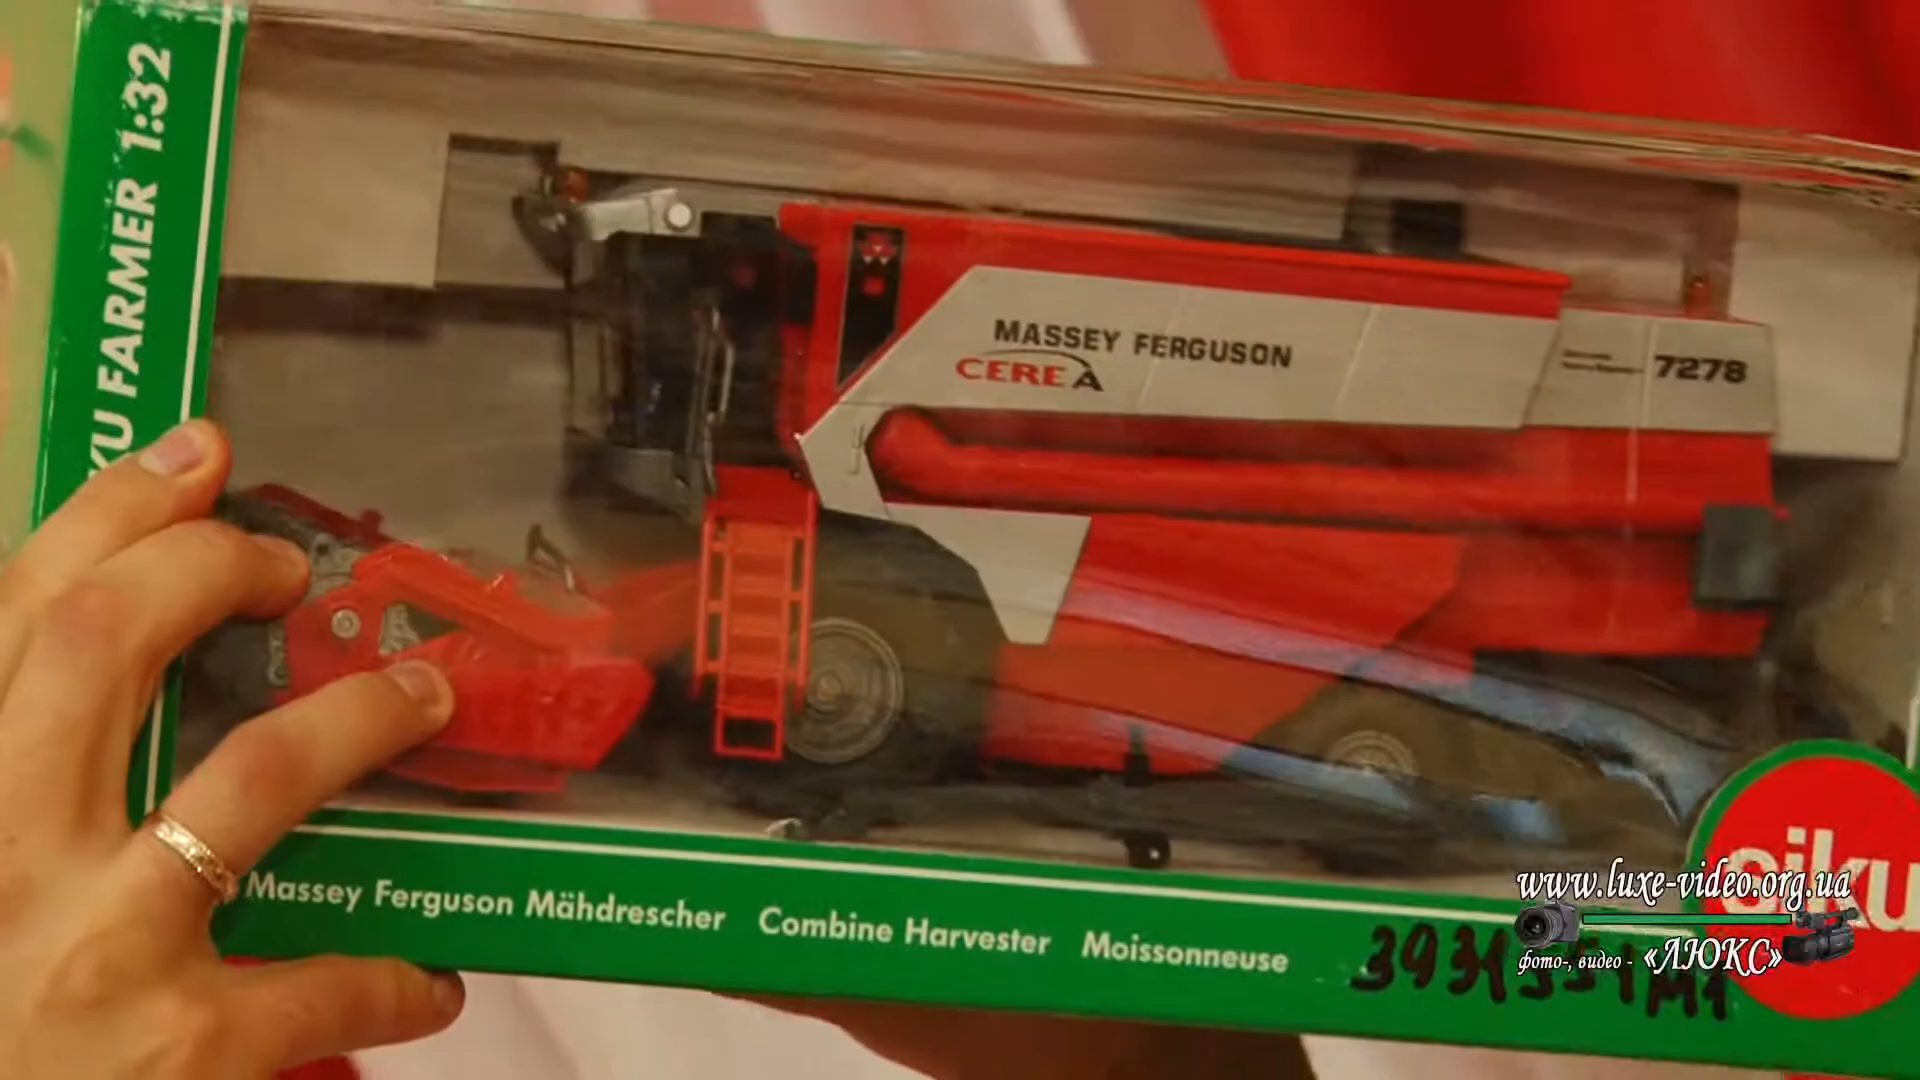 KU FARMER 1:32
MASSEY FERGUSON
CEREA
7278
Massey Ferguson Mähdrescher Combine Harvester Moissonneuse
siku
www.luxe-video.org.ua
фото-, видео - «ЛЮКС»